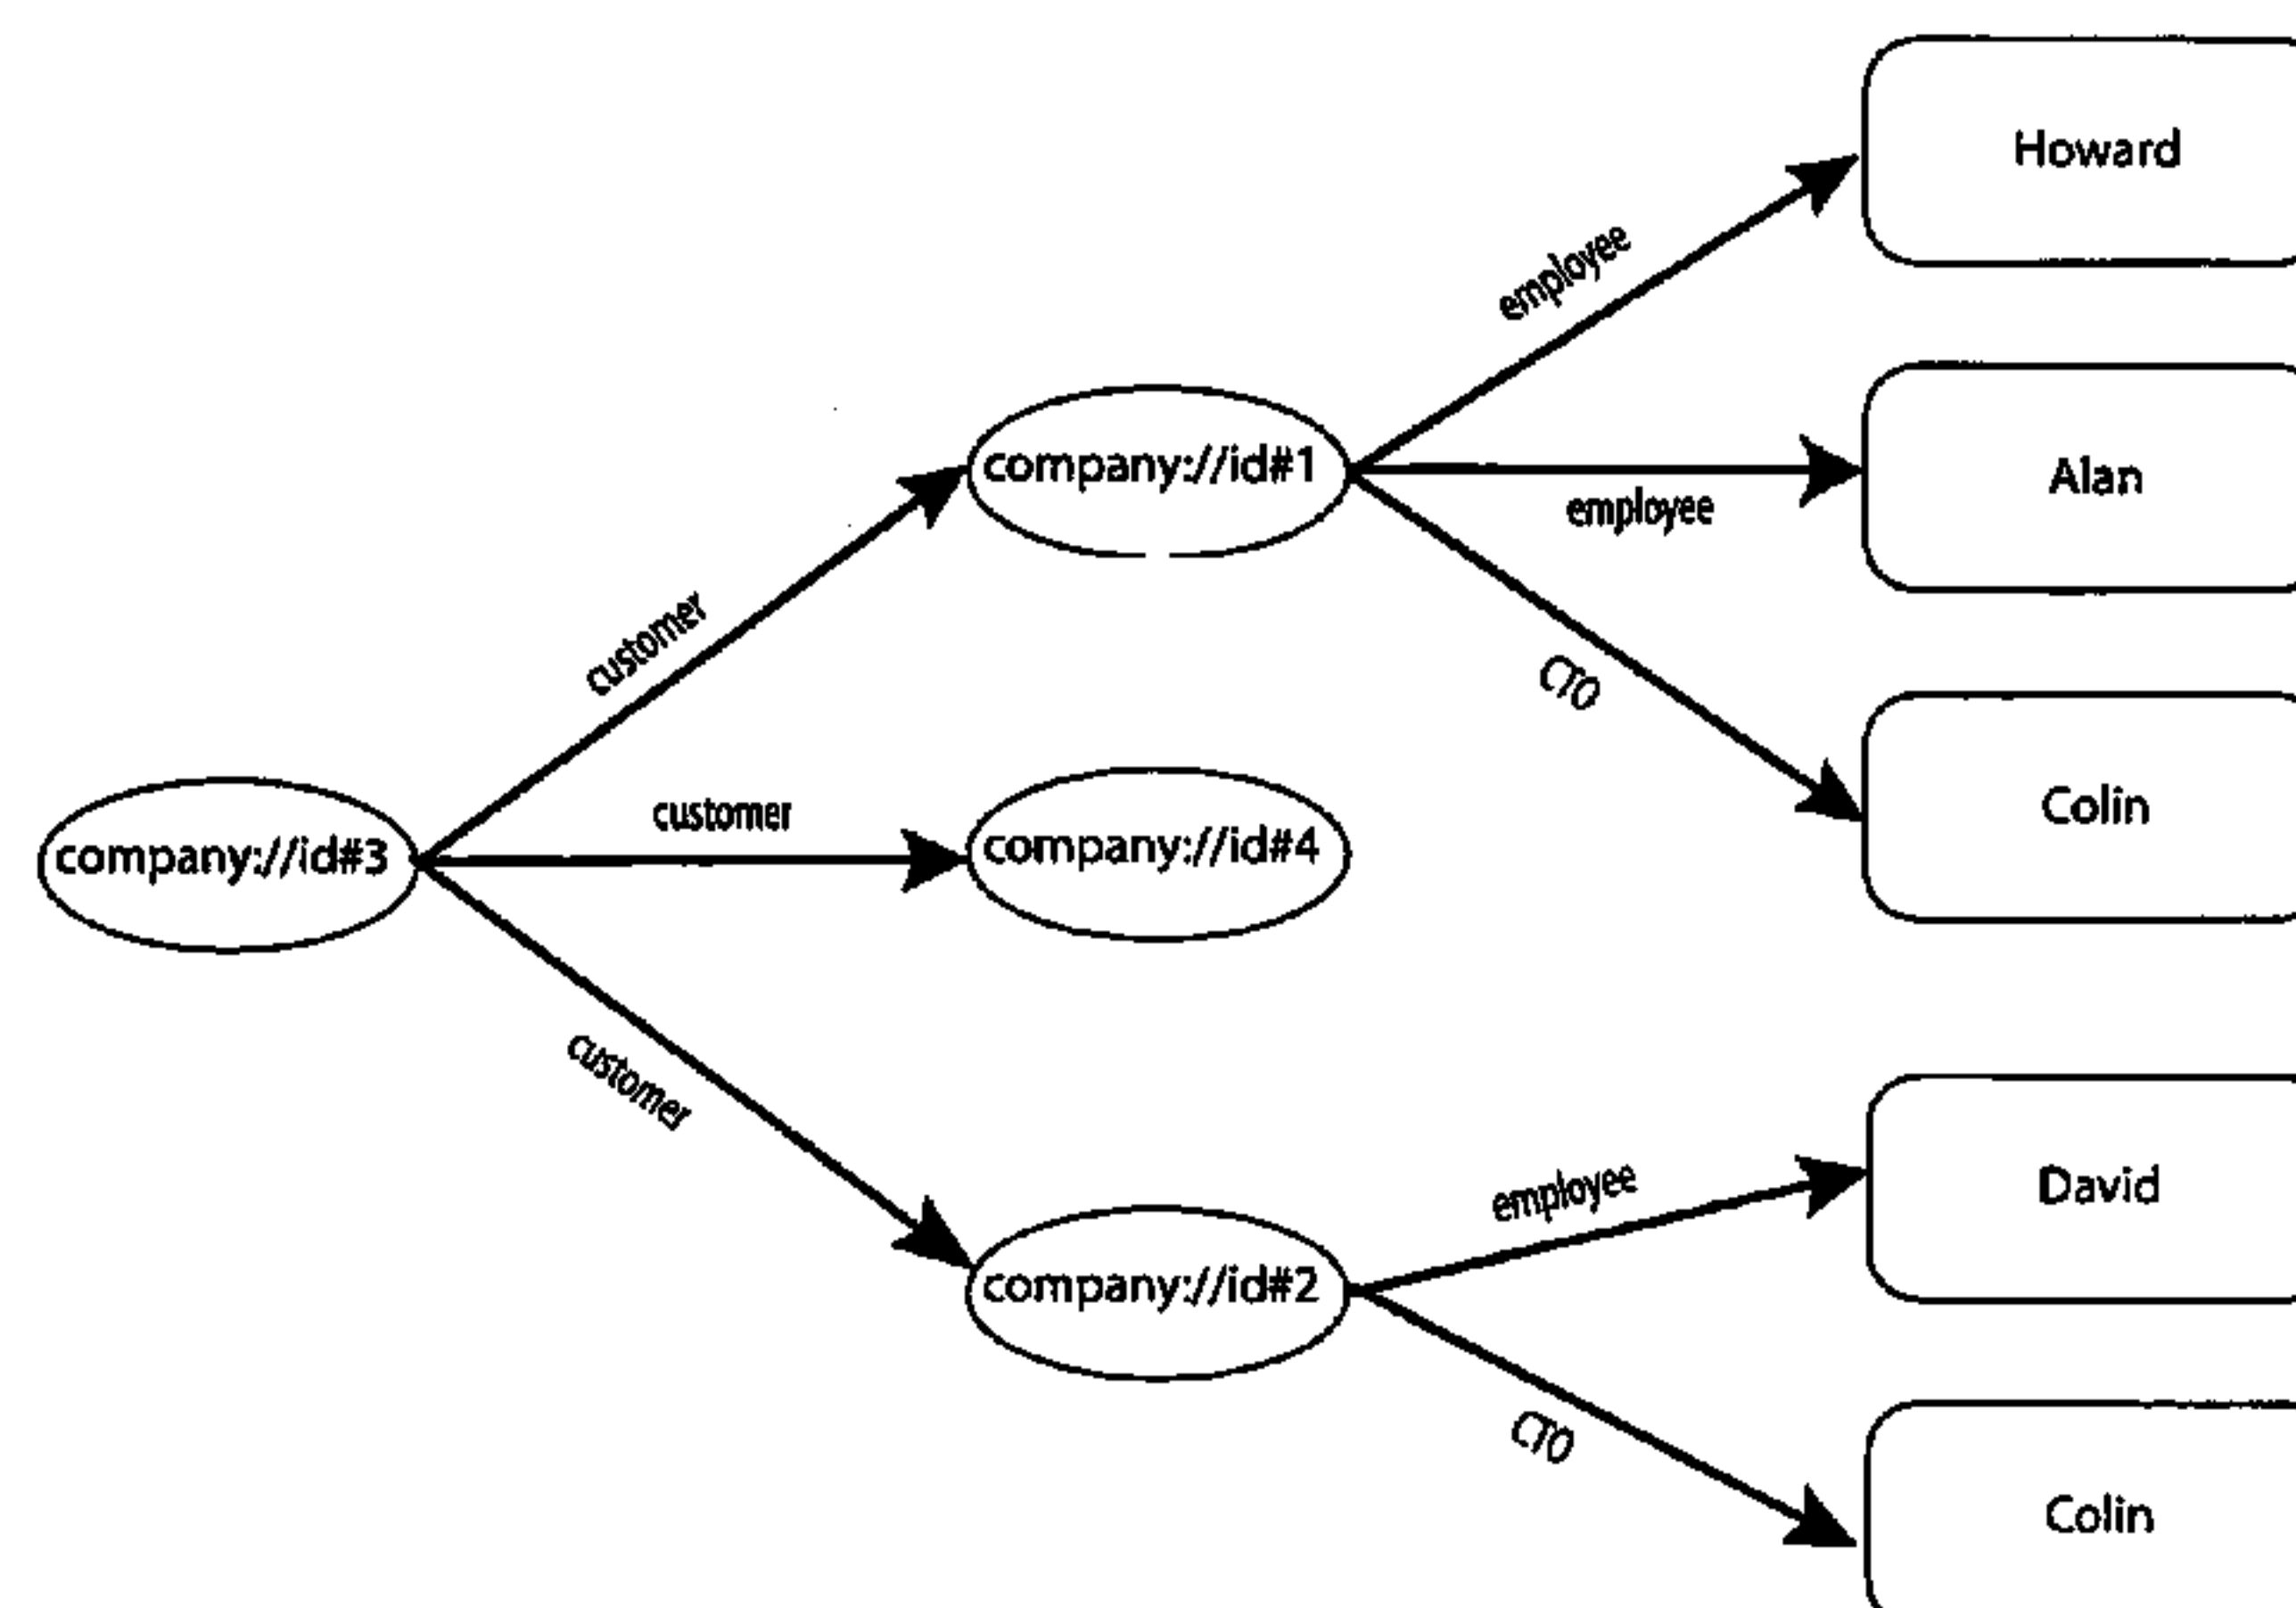 Howard
employee
company://id#1
Alan
employee
customer
CTO
Colin
customer
company://id#3
company://id#4
customer
employee
David
company://id#2
CTO
Colin